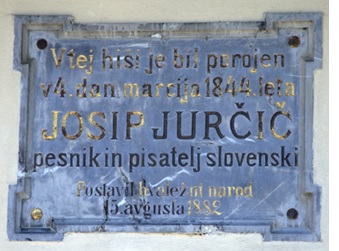 V tej hiši je bil porojen
v 4. dan marcija 1844. leta
JOSIP JURČIČ
pesnik in pisatelj slovenski
Postavil hvaležni narod
15. avgusta 1882